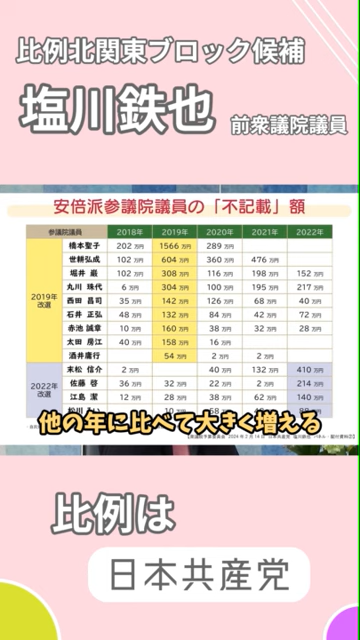 比例北関東ブロック候補
塩川鉄也 前衆議院議員
安倍派参議院議員の「不記載」額
参議院議員 2018年 2019年 2020年 2021年 2022年
2019年改選
橋本聖子 202万円 1566万円 289万円
世耕弘成 102万円 604万円 360万円 476万円
堀井 巌 102万円 308万円 116万円 198万円 152万円
丸川 珠代 6万円 304万円 100万円 195万円 217万円
西田 昌司 35万円 142万円 126万円 68万円 40万円
石井 正弘 48万円 132万円 84万円 42万円 72万円
赤池 誠章 10万円 160万円 38万円 32万円 28万円
太田 房江 40万円 158万円 16万円
酒井庸行 54万円 2万円 2万円
2022年改選
末松 信介 2万円 40万円 132万円 410万円
佐藤 啓 36万円 32万円 22万円 2万円 214万円
江島 潔 12万円 28万円 38万円 62万円 140万円
他の年に比べて大きく増える
比例は
日本共産党